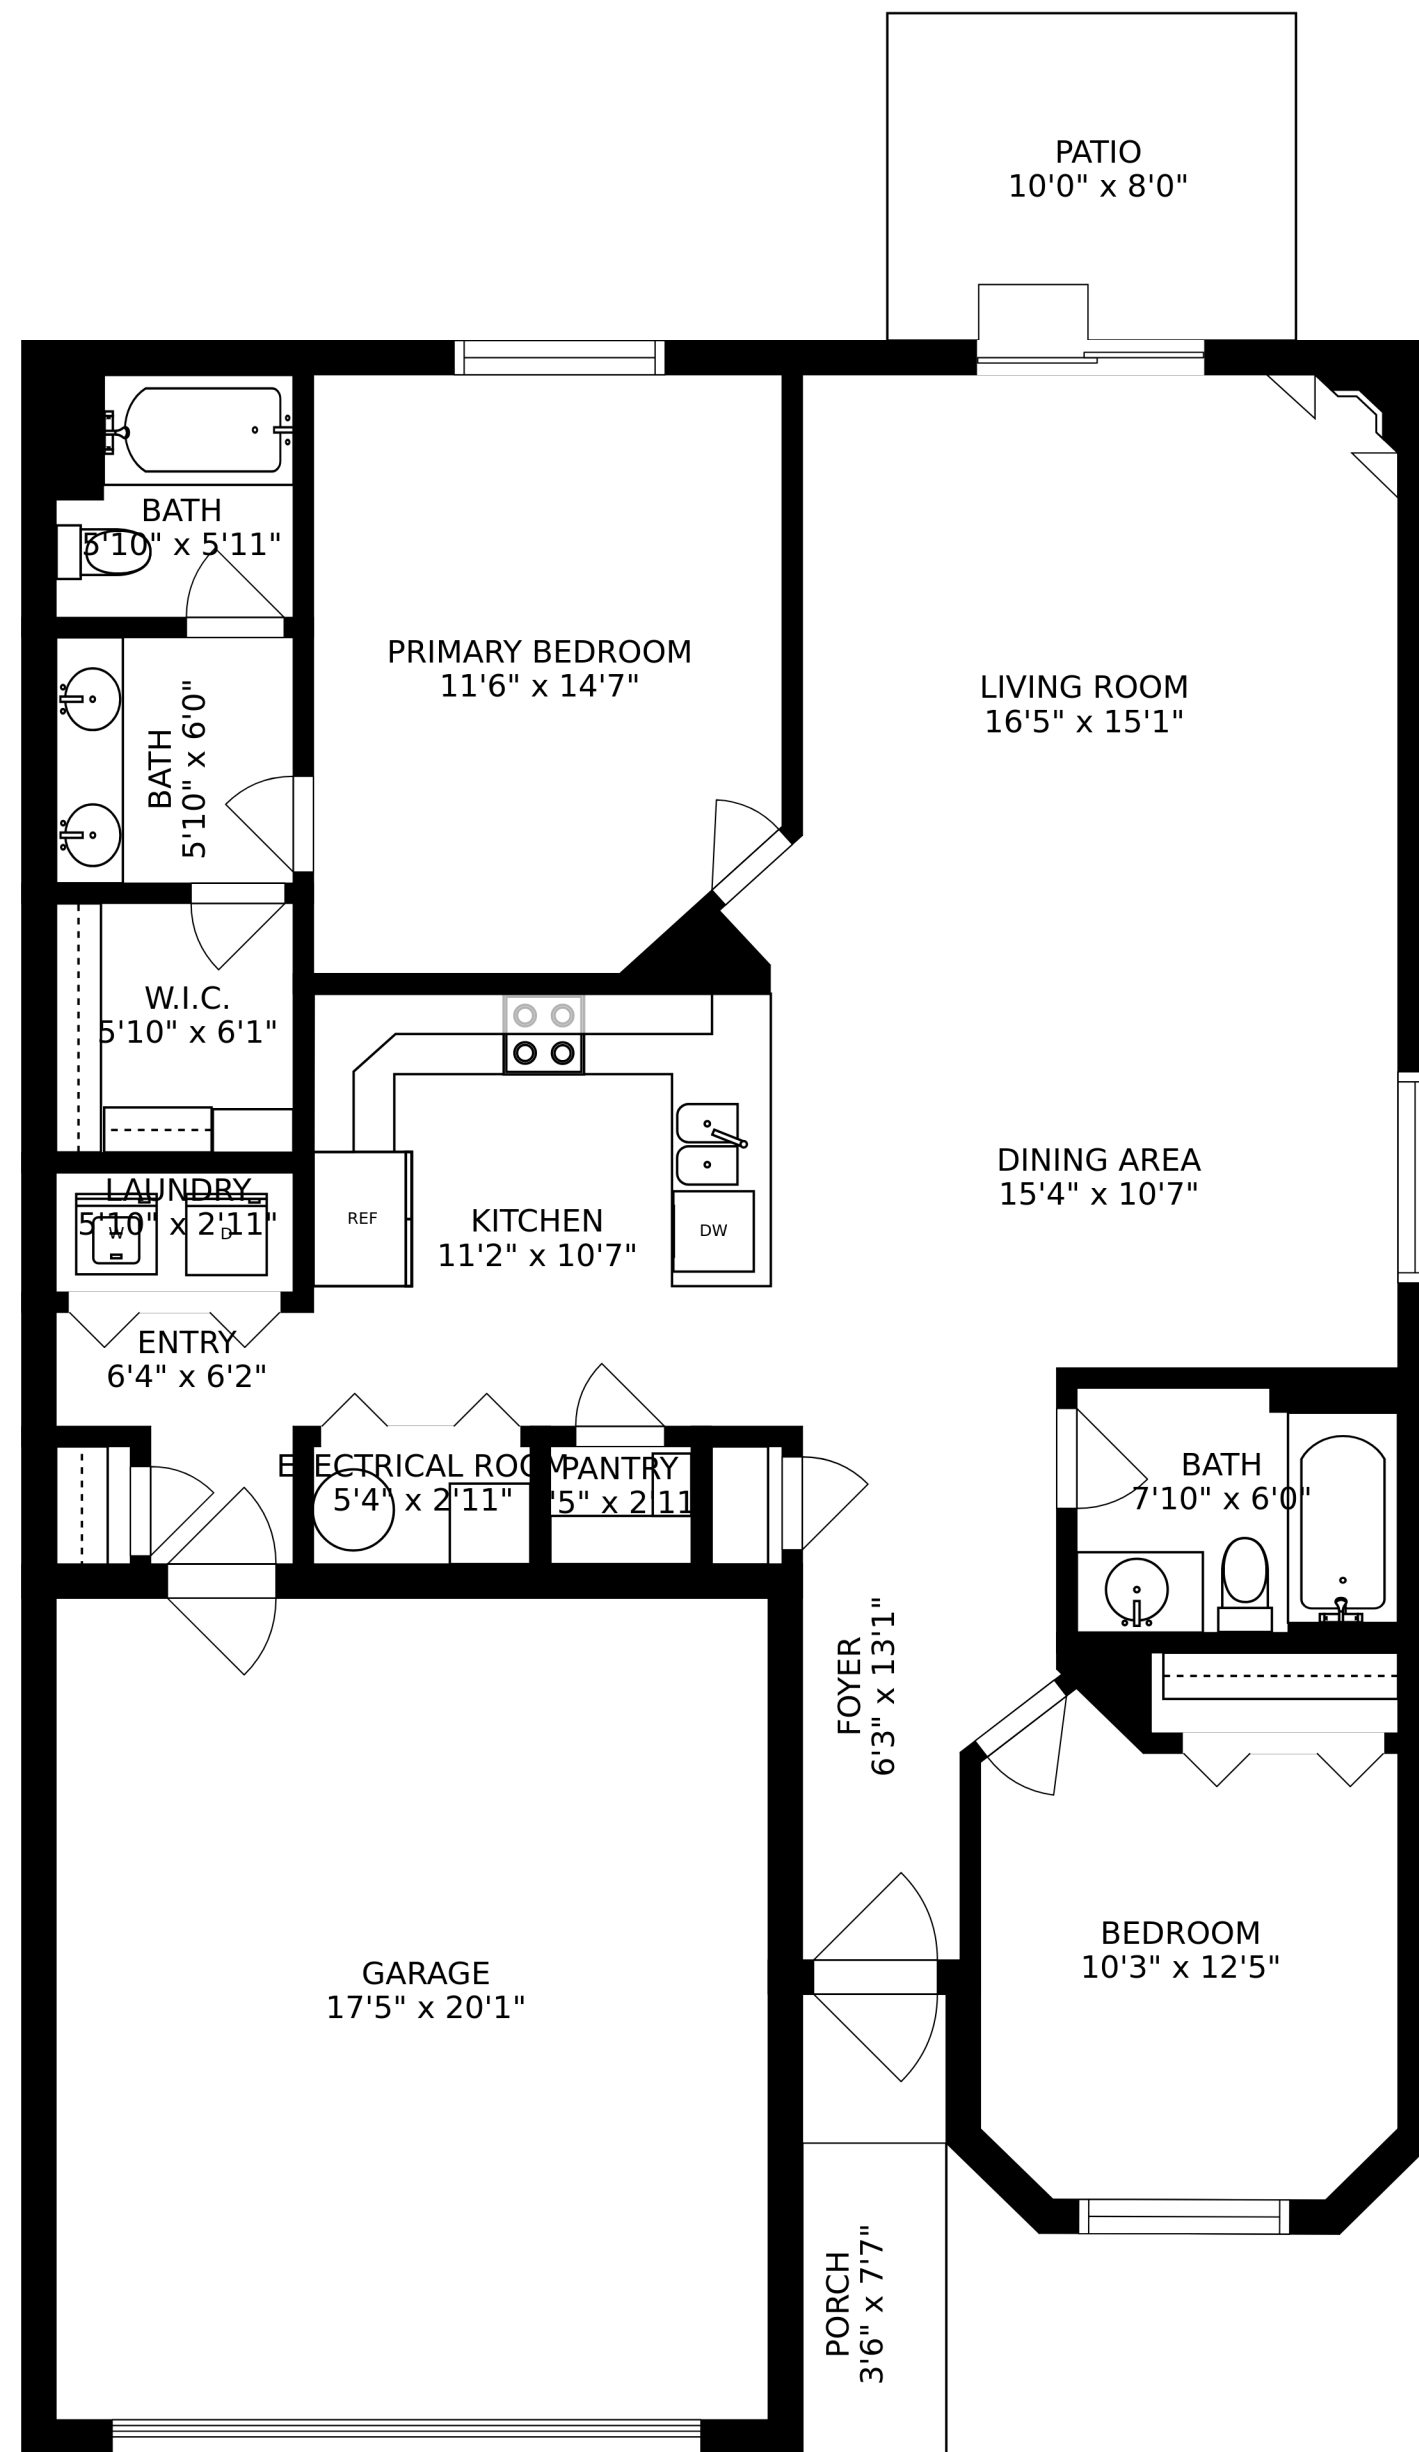 PATIO
10'0" x 8'0"
BATH
5'10" x 5'11"
PRIMARY BEDROOM
11'6" x 14'7"
LIVING ROOM
16'5" x 15'1"
BATH
5'10" x 6'0"
W.I.C.
5'10" x 6'1"
LAUNDRY
5'10" x 2'11"
W
D
REF
KITCHEN
11'2" x 10'7"
DW
DINING AREA
15'4" x 10'7"
ENTRY
6'4" x 6'2"
ELECTRICAL ROOM
5'4" x 2'11"
PANTRY
'5" x 2'11
BATH
7'10" x 6'0"
FOYER
6'3" x 13'1"
BEDROOM
10'3" x 12'5"
GARAGE
17'5" x 20'1"
PORCH
3'6" x 7'7"